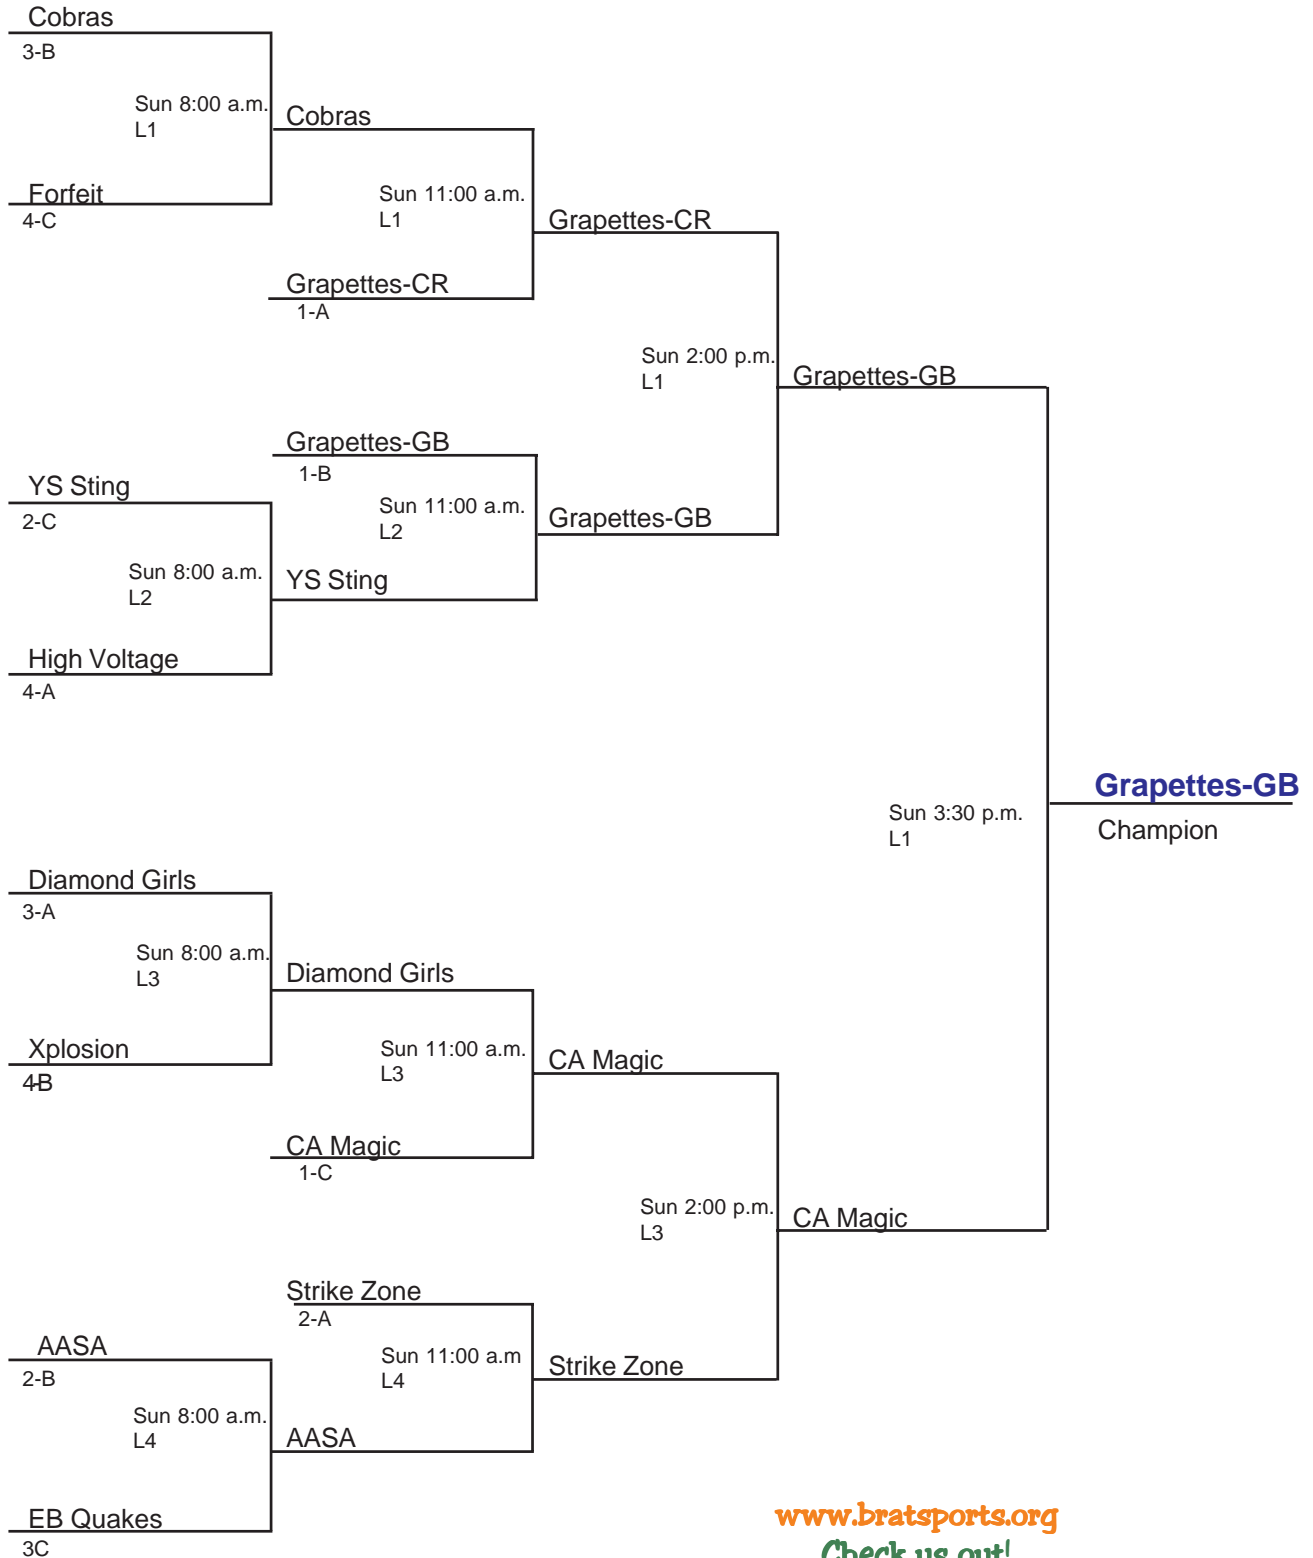 Cobras
3-B
Sun 8:00 a.m.
L1
Cobras
Forfeit
4-C
Sun 11:00 a.m.
L1
Grapettes-CR
Grapettes-CR
1-A
Sun 2:00 p.m.
L1
Grapettes-GB
Grapettes-GB
1-B
YS Sting
2-C
Sun 11:00 a.m.
L2
Grapettes-GB
Sun 8:00 a.m.
L2
YS Sting
High Voltage
4-A
Grapettes-GB
Sun 3:30 p.m.
L1
Champion
Diamond Girls
3-A
Sun 8:00 a.m.
L3
Diamond Girls
Xplosion
4-B
Sun 11:00 a.m.
L3
CA Magic
CA Magic
1-C
Sun 2:00 p.m.
L3
CA Magic
Strike Zone
2-A
AASA
2-B
Sun 11:00 a.m
L4
Strike Zone
Sun 8:00 a.m.
L4
AASA
EB Quakes
3C
www.bratsports.org
Check us out!